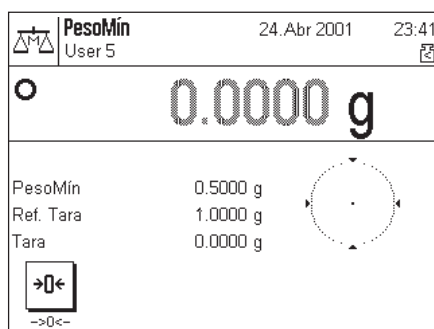 PesoMín 24.Abr 2001 23:41
User 5
0.0000 g
PesoMín 0.5000 g
Ref. Tara 1.0000 g
Tara 0.0000 g
→0←
–>0<–